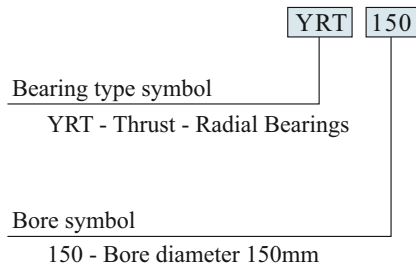 YRT 150
Bearing type symbol
YRT - Thrust - Radial Bearings
Bore symbol
150 - Bore diameter 150mm